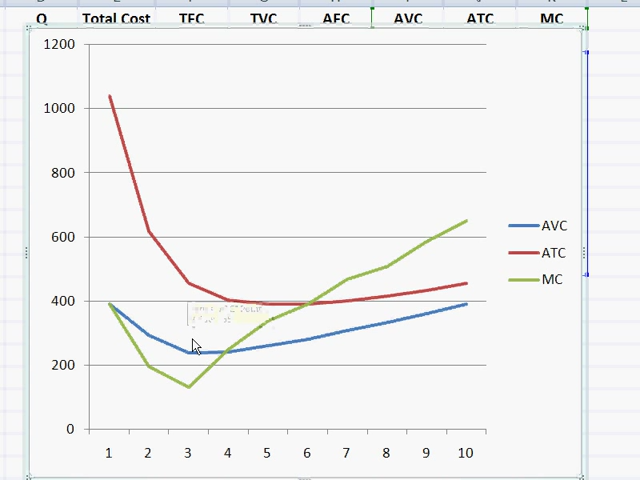 Q Total Cost TFC TVC AFC AVC ATC MC
1200
1000
800
600
400
200
0
1 2 3 4 5 6 7 8 9 10
AVC
ATC
MC